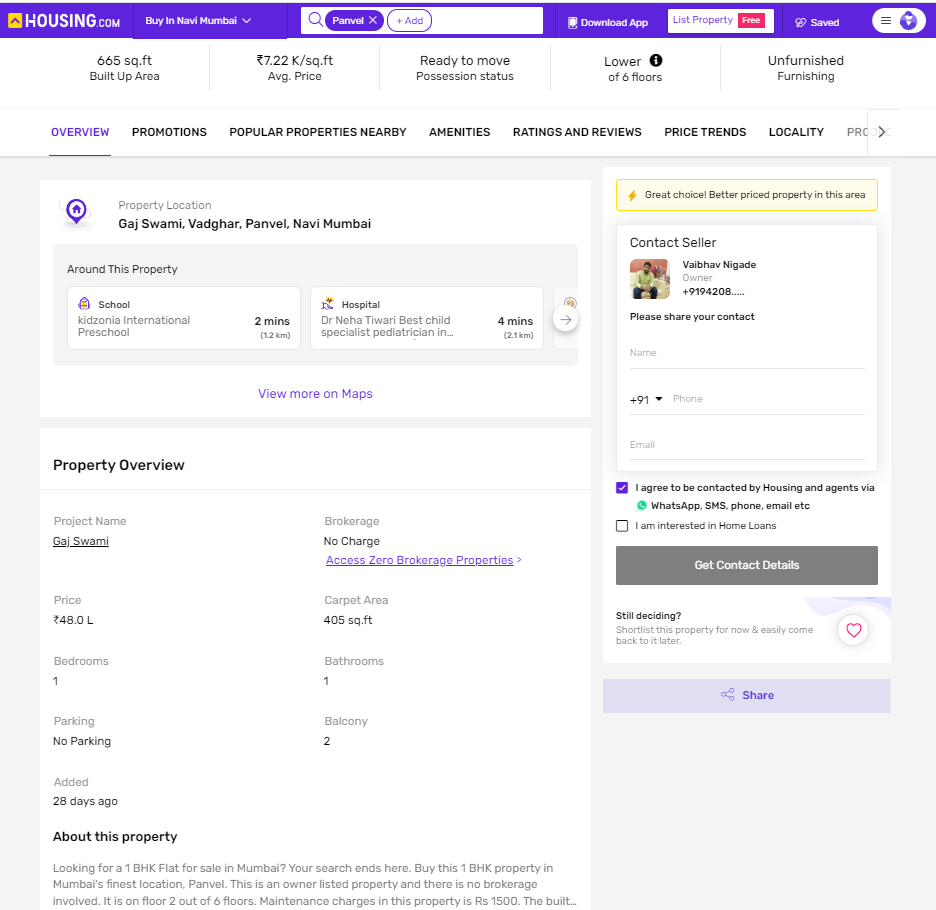 HOUSING.COM
Buy In Navi Mumbai
Panvel
+ Add
Download App
List Property Free
Saved
665 sq.ft
Built Up Area
₹7.22 K/sq.ft
Avg. Price
Ready to move
Possession status
Lower
of 6 floors
Unfurnished
Furnishing
OVERVIEW
PROMOTIONS
POPULAR PROPERTIES NEARBY
AMENITIES
RATINGS AND REVIEWS
PRICE TRENDS
LOCALITY
Property Location
Gaj Swami, Vadghar, Panvel, Navi Mumbai
Around This Property
School
kidzonia International
Preschool
2 mins
(1.2 km)
Hospital
Dr Neha Tiwari Best child
specialist pediatrician in...
4 mins
(2.1 km)
View more on Maps
Property Overview
Project Name
Gaj Swami
Brokerage
No Charge
Access Zero Brokerage Properties >
Price
₹48.0 L
Carpet Area
405 sq.ft
Bedrooms
1
Bathrooms
1
Parking
No Parking
Balcony
2
Added
28 days ago
About this property
Looking for a 1 BHK Flat for sale in Mumbai? Your search ends here. Buy this 1 BHK property in
Mumbai's finest location, Panvel. This is an owner listed property and there is no brokerage
involved. It is on floor 2 out of 6 floors. Maintenance charges in this property is Rs 1500. The built...
Great choice! Better priced property in this area
Contact Seller
Vaibhav Nigade
Owner
+9194208.....
Please share your contact
Name
+91 Phone
Email
I agree to be contacted by Housing and agents via
WhatsApp, SMS, phone, email etc
I am interested in Home Loans
Get Contact Details
Still deciding?
Shortlist this property for now & easily come
back to it later.
Share